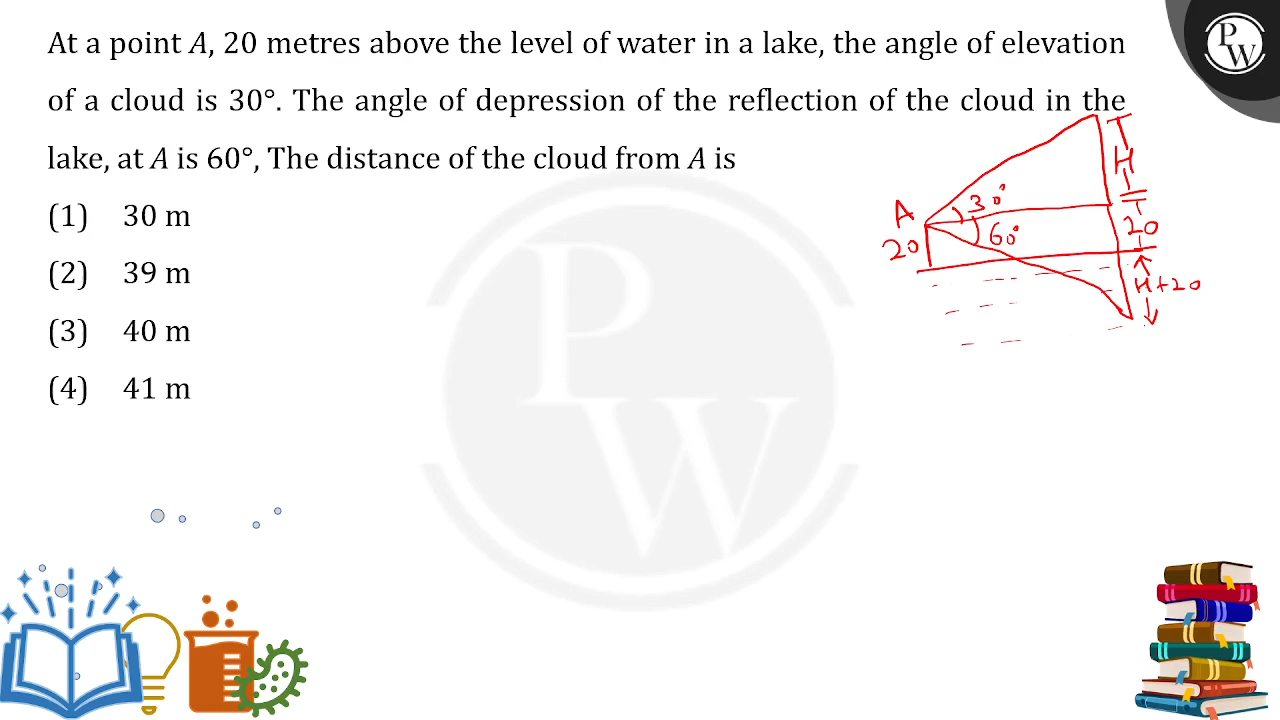 At a point A, 20 metres above the level of water in a lake, the angle of elevation
of a cloud is 30°. The angle of depression of the reflection of the cloud in the
lake, at A is 60°, The distance of the cloud from A is
(1) 30 m
(2) 39 m
(3) 40 m
(4) 41 m
H
A
30°
20
60°
20
H+20
P
W
P
W